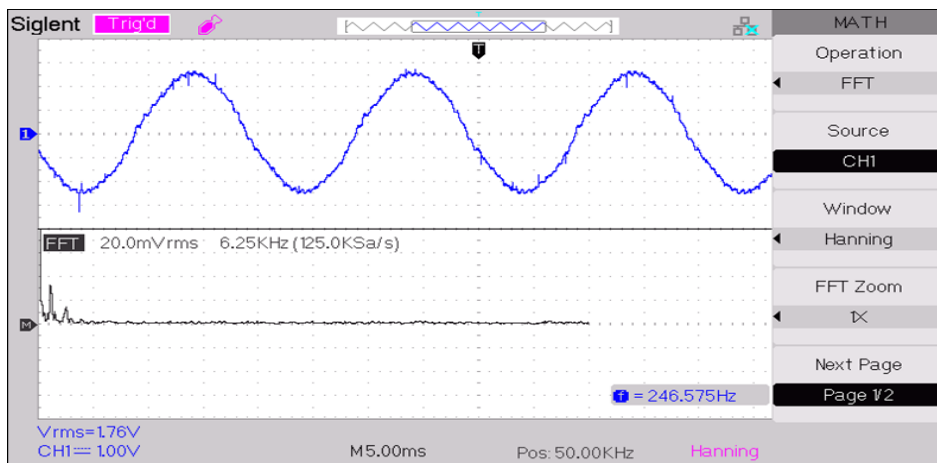 Siglent Trig'd MATH
T
Operation
FFT
1
Source
CH1
Window
FFT 20.0mVrms 6.25KHz (125.0KSa/s)
Hanning
FFT Zoom
M
1X
Next Page
f = 246.575Hz
Page 1/2
Vrms=1.76V
CH1 1.00V M5.00ms Pos: 50.00KHz Hanning